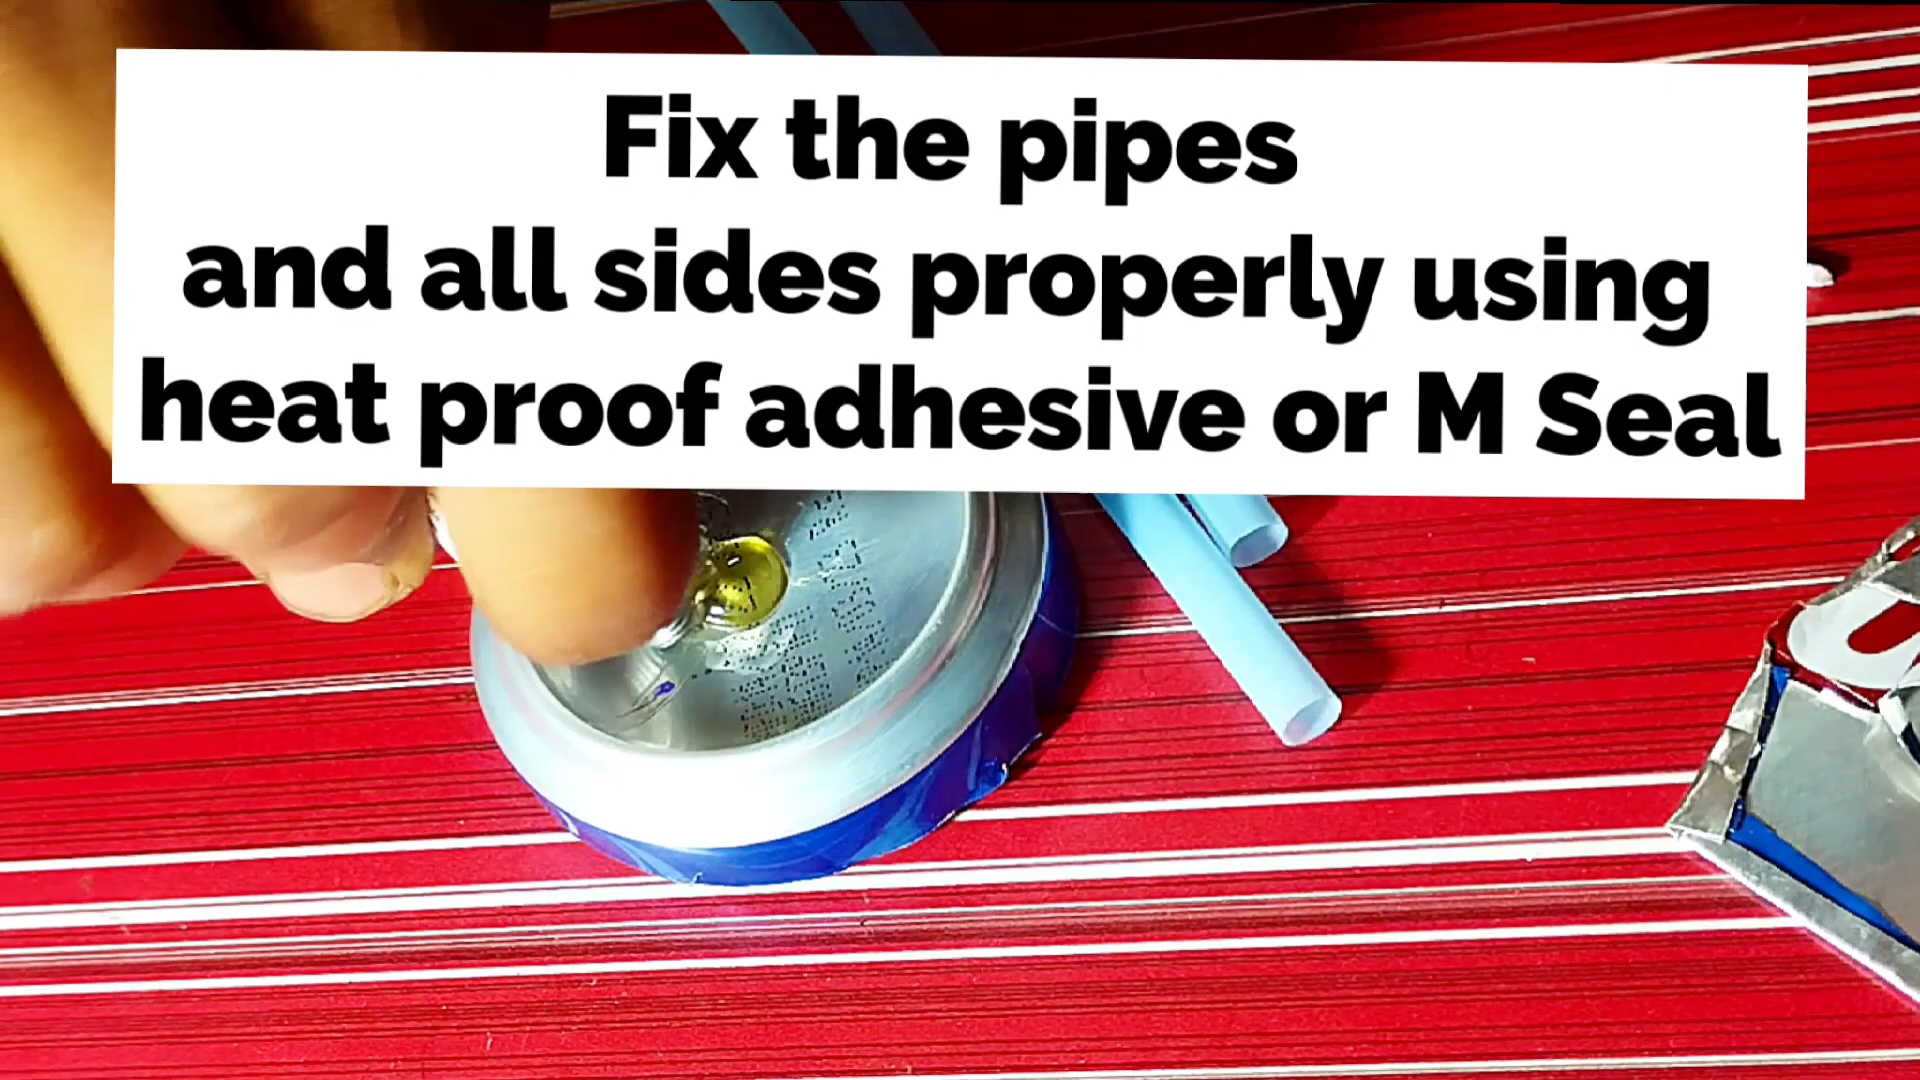 Fix the pipes
and all sides properly using
heat proof adhesive or M Seal